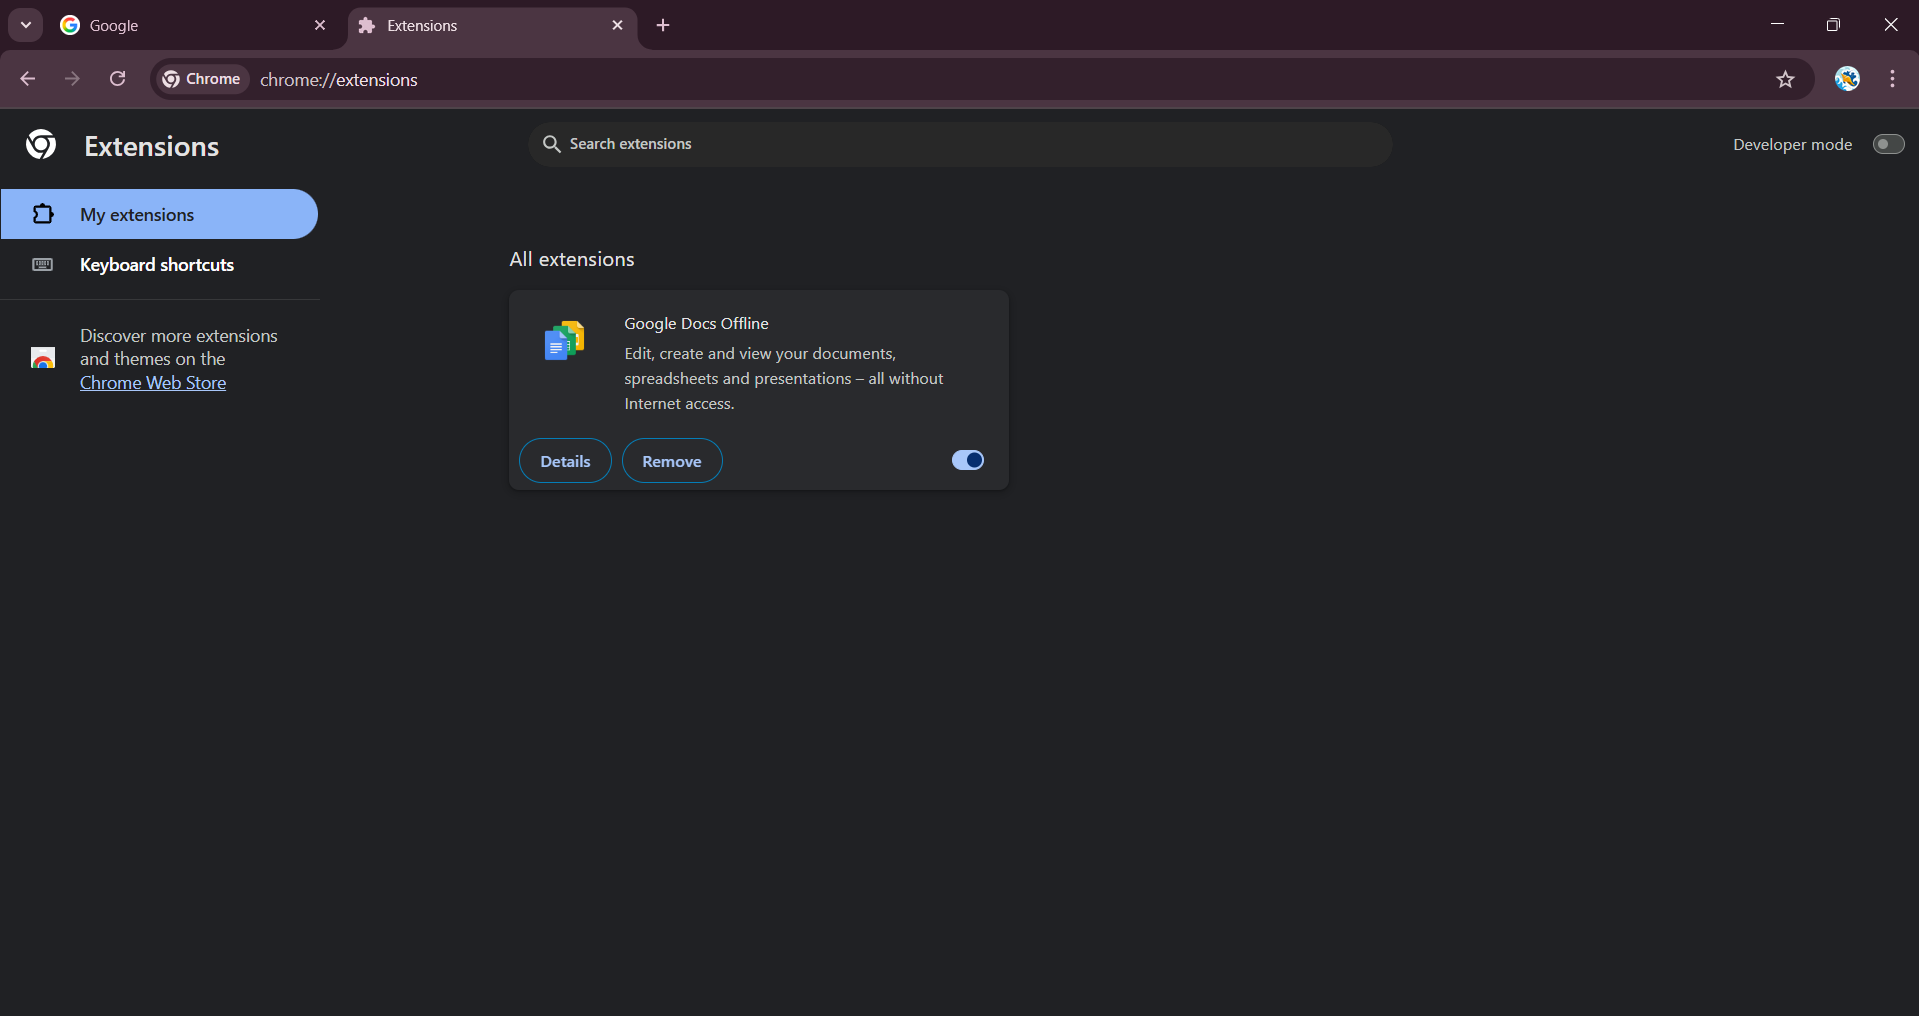 Google
Extensions
Chrome
chrome://extensions
Extensions
Search extensions
Developer mode
My extensions
Keyboard shortcuts
Discover more extensions
and themes on the
Chrome Web Store
All extensions
Google Docs Offline
Edit, create and view your documents,
spreadsheets and presentations – all without
Internet access.
Details
Remove